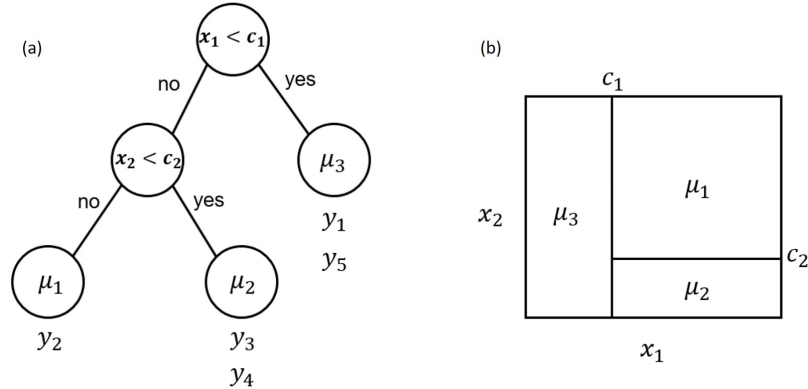 (a)
x₁ < c₁
no
yes
x₂ < c₂
μ₃
no
yes
y₁
y₅
μ₁
μ₂
y₂
y₃
y₄
(b)
c₁
μ₁
x₂
μ₃
c₂
μ₂
x₁